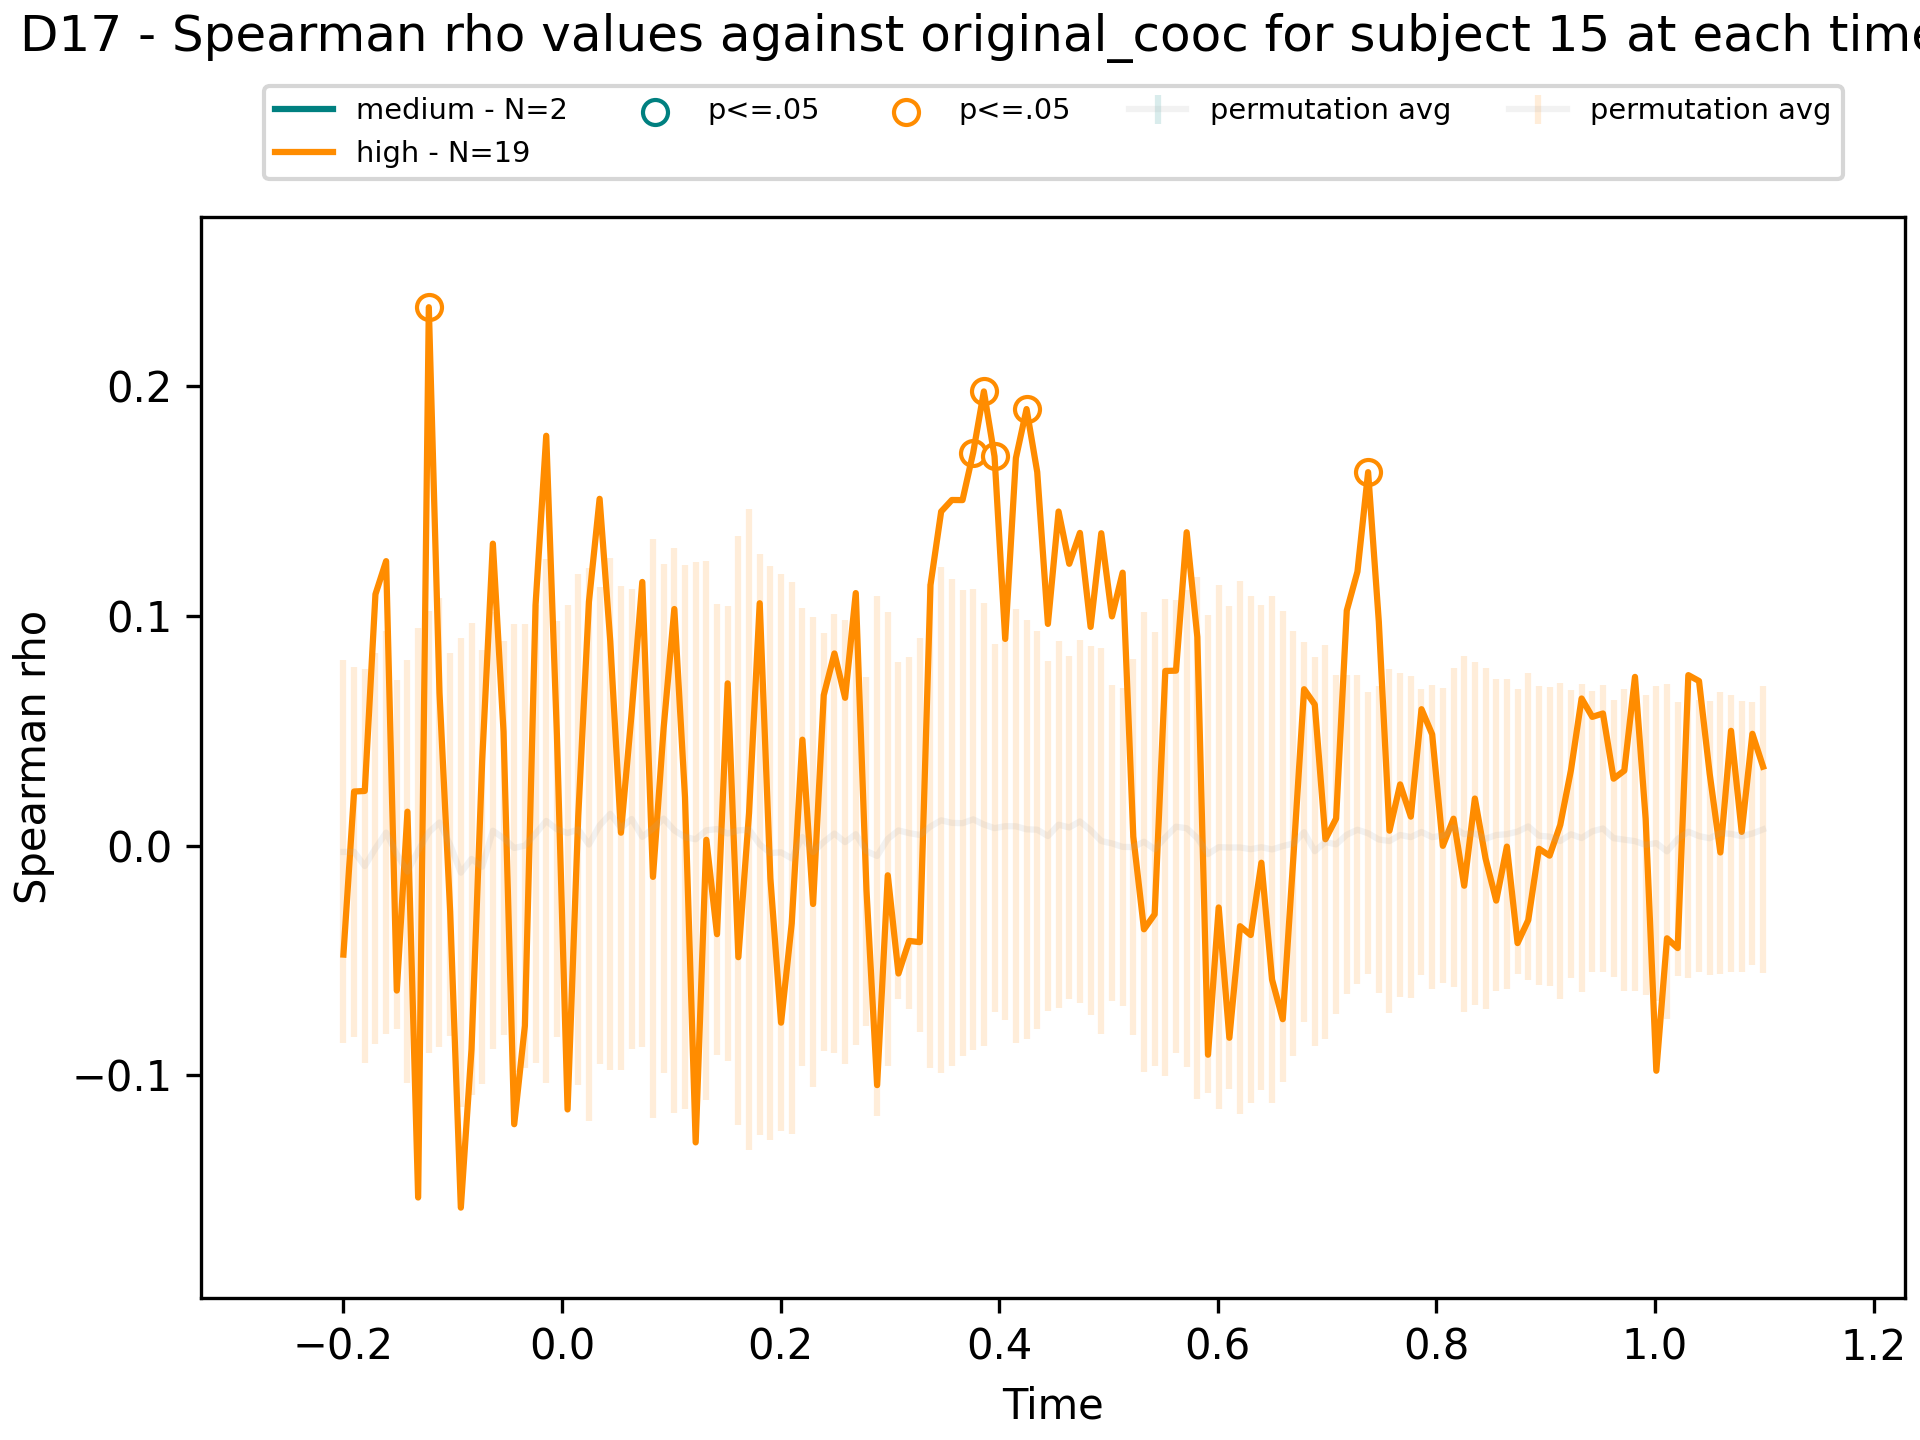 D17 - Spearman rho values against original_cooc for subject 15 at each time
medium - N=2 p<=.05 p<=.05 permutation avg permutation avg
high - N=19
Spearman rho
0.2
0.1
0.0
−0.1
−0.2 0.0 0.2 0.4 0.6 0.8 1.0 1.2
Time